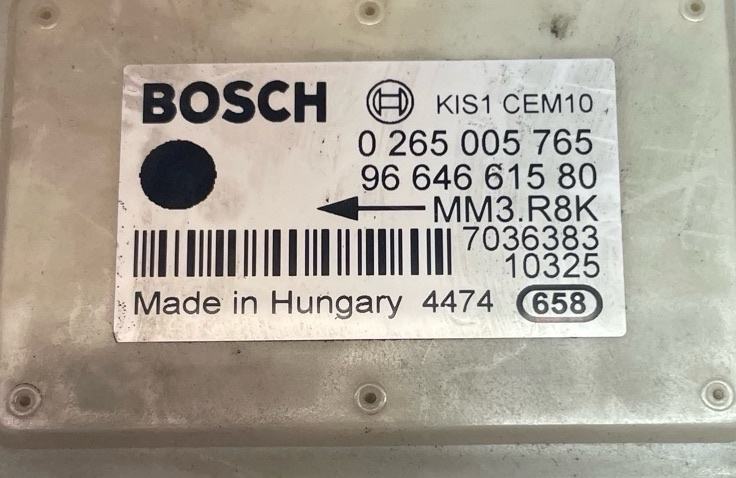 BOSCH KIS1 CEM10
0 265 005 765
96 646 615 80
MM3.R8K
7036383
10325
Made in Hungary 4474 658